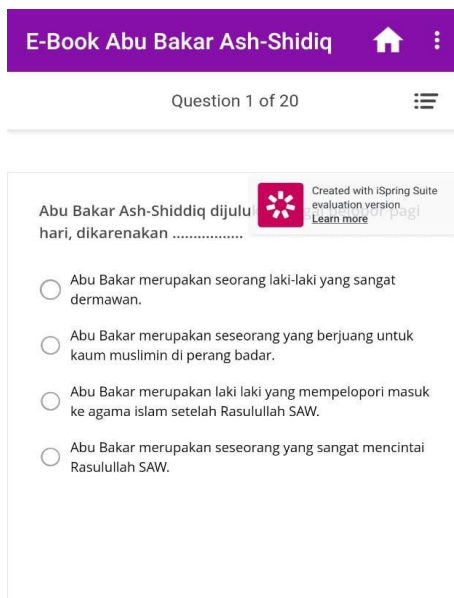 E-Book Abu Bakar Ash-Shidiq
Question 1 of 20
Created with iSpring Suite
evaluation version
Learn more
Abu Bakar Ash-Shiddiq pagi
hari, dikarenakan .................
Abu Bakar merupakan seorang laki-laki yang sangat
dermawan.
Abu Bakar merupakan seseorang yang berjuang untuk
kaum muslimin di perang badar.
Abu Bakar merupakan laki laki yang mempelopori masuk
ke agama islam setelah Rasulullah SAW.
Abu Bakar merupakan seseorang yang sangat mencintai
Rasulullah SAW.